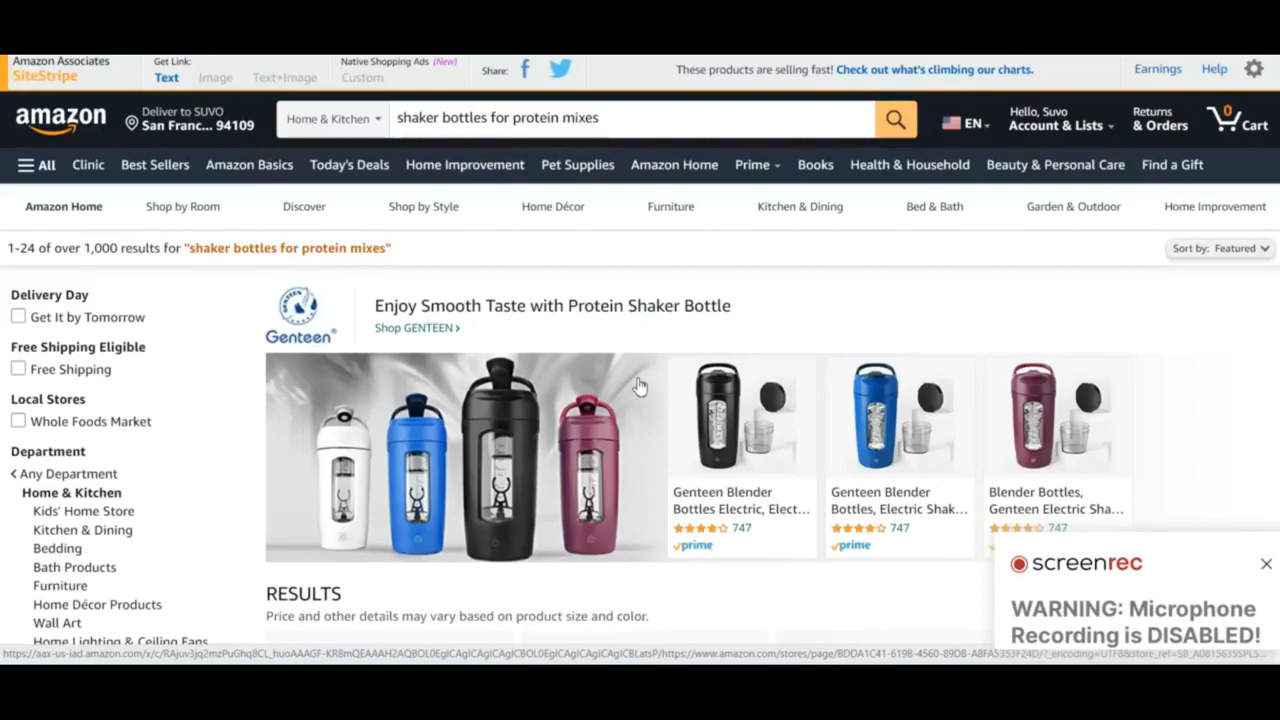 Amazon Associates
SiteStripe
Get Link:
Text Image Text+Image
Native Shopping Ads (New)
Custom
Share:
These products are selling fast! Check out what's climbing our charts.
Earnings Help
amazon
Deliver to SUVO
San Franc... 94109
Home & Kitchen
shaker bottles for protein mixes
EN
Hello, Suvo
Account & Lists
Returns
& Orders
0
Cart
All Clinic Best Sellers Amazon Basics Today's Deals Home Improvement Pet Supplies Amazon Home Prime Books Health & Household Beauty & Personal Care Find a Gift
Amazon Home Shop by Room Discover Shop by Style Home Décor Furniture Kitchen & Dining Bed & Bath Garden & Outdoor Home Improvement
1-24 of over 1,000 results for "shaker bottles for protein mixes"
Sort by: Featured
Delivery Day
Get It by Tomorrow
Free Shipping Eligible
Free Shipping
Local Stores
Whole Foods Market
Department
Any Department
Home & Kitchen
Kids' Home Store
Kitchen & Dining
Bedding
Bath Products
Furniture
Home Décor Products
Wall Art
Home Lighting & Ceiling Fans
GENTEEN
Genteen®
Enjoy Smooth Taste with Protein Shaker Bottle
Shop GENTEEN ›
Genteen Blender
Bottles Electric, Elect...
747
prime
Genteen Blender
Bottles, Electric Shak...
747
prime
Blender Bottles,
Genteen Electric Sha...
747
RESULTS
Price and other details may vary based on product size and color.
screenrec
WARNING: Microphone
Recording is DISABLED!